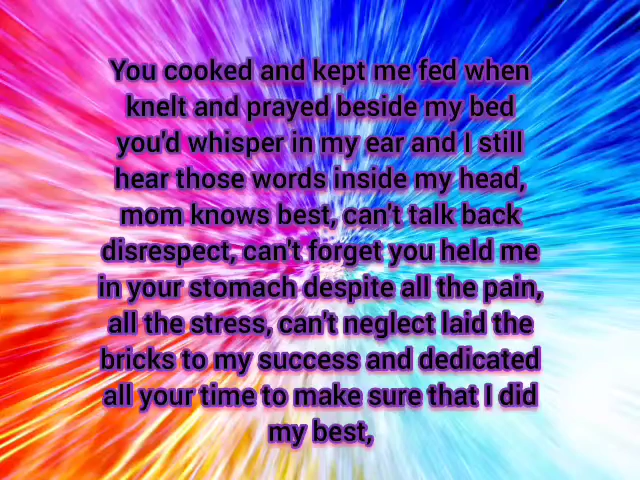 You cooked and kept me fed when
knelt and prayed beside my bed
you'd whisper in my ear and I still
hear those words inside my head,
mom knows best, can't talk back
disrespect, can't forget you held me
in your stomach despite all the pain,
all the stress, can't neglect laid the
bricks to my success and dedicated
all your time to make sure that I did
my best,